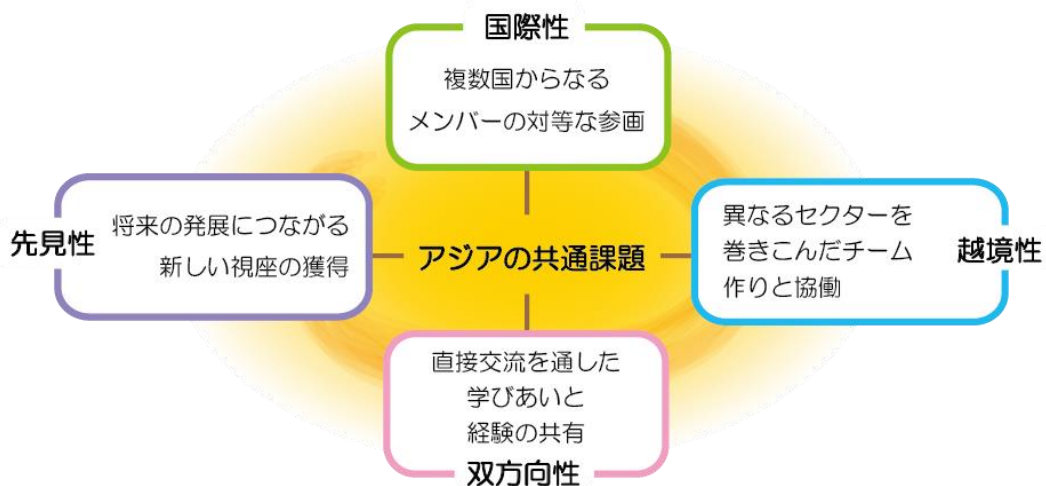 国際性
複数国からなる
メンバーの対等な参画
先見性
将来の発展につながる
新しい視座の獲得
アジアの共通課題
異なるセクターを
巻きこんだチーム
作りと協働
越境性
直接交流を通した
学びあいと
経験の共有
双方向性